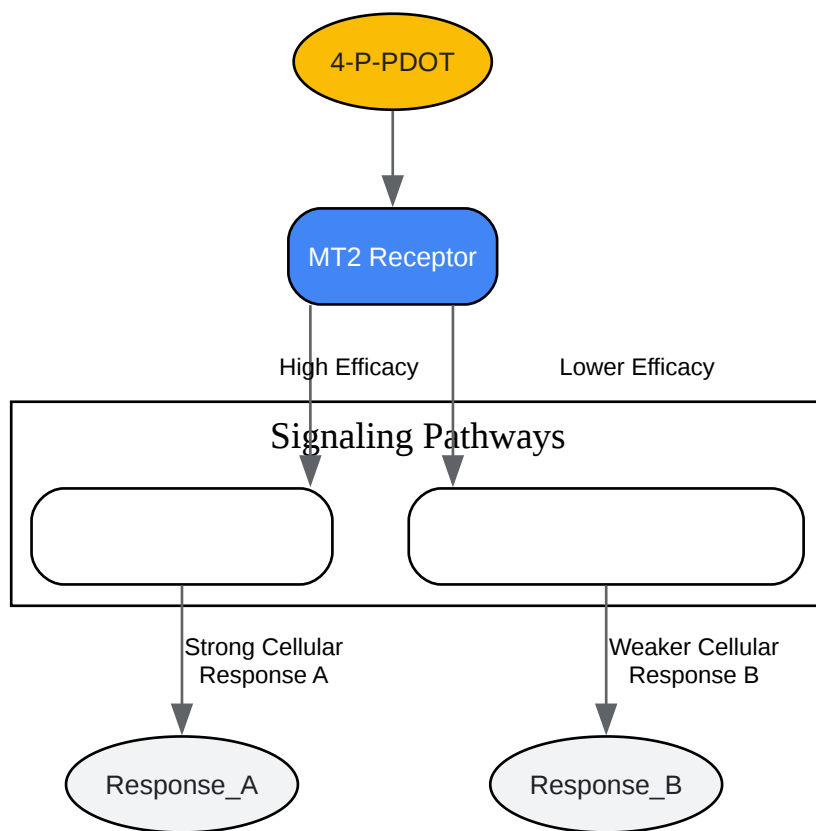 4-P-PDOT
MT2 Receptor
High Efficacy
Lower Efficacy
Signaling Pathways
Strong Cellular
Response A
Weaker Cellular
Response B
Response_A
Response_B